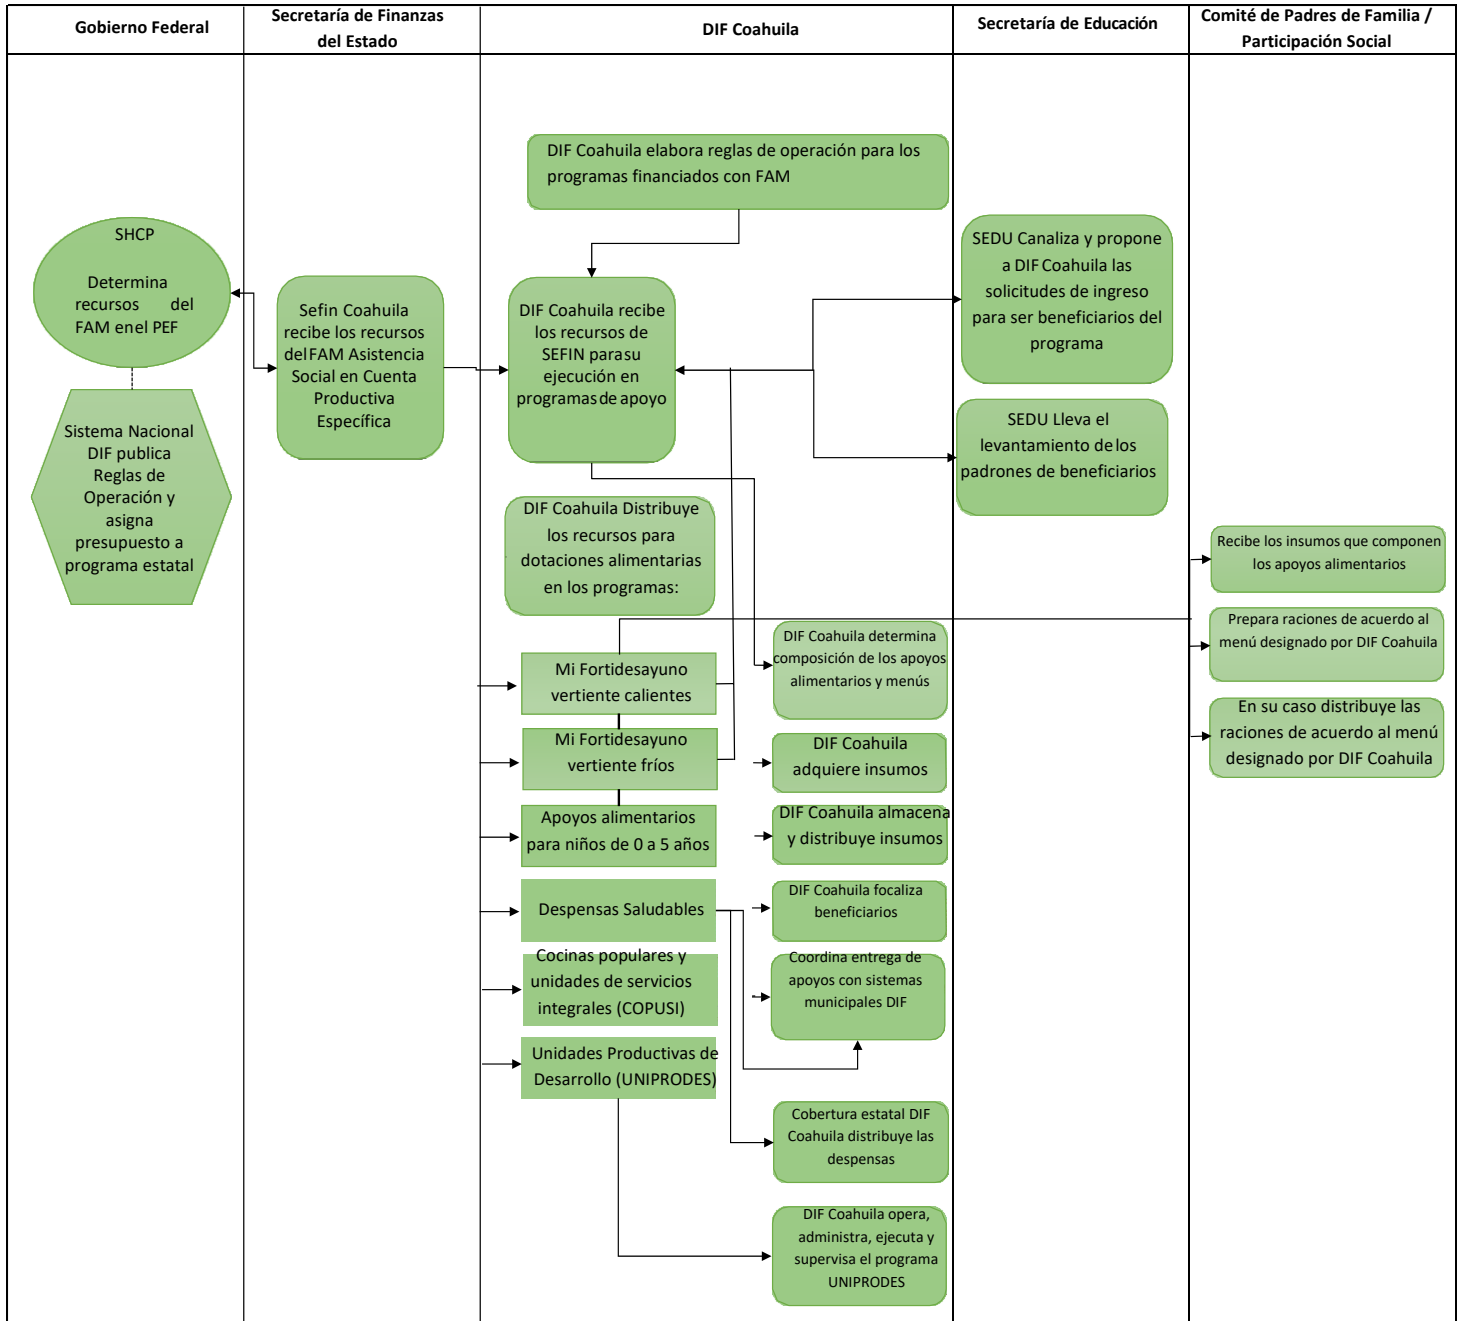 Gobierno Federal
Secretaría de Finanzas
del Estado
DIF Coahuila
Secretaría de Educación
Comité de Padres de Familia /
Participación Social
SHCP
Determina
recursos del
FAM enel PEF
Sistema Nacional
DIF publica
Reglas de
Operación y
asigna
presupuesto a
programa estatal
Sefin Coahuila
recibe los recursos
delFAM Asistencia
Social en Cuenta
Productiva
Específica
DIF Coahuila elabora reglas de operación para los
programas financiados con FAM
DIF Coahuila recibe
los recursos de
SEFIN parasu
ejecución en
programasde apoyo
DIF Coahuila Distribuye
los recursos para
dotaciones alimentarias
en los programas:
Mi Fortidesayuno
vertiente calientes
Mi Fortidesayuno
vertiente fríos
Apoyos alimentarios
para niños de 0 a 5 años
Despensas Saludables
Cocinas populares y
unidades de servicios
integrales (COPUSI)
Unidades Productivas de
Desarrollo (UNIPRODES)
DIF Coahuila determina
composición de los apoyos
alimentarios y menús
DIF Coahuila
adquiere insumos
DIF Coahuila almacena
y distribuye insumos
DIF Coahuila focaliza
beneficiarios
Coordina entrega de
apoyos con sistemas
municipales DIF
Cobertura estatal DIF
Coahuila distribuye las
despensas
DIF Coahuila opera,
administra, ejecuta y
supervisa el programa
UNIPRODES
SEDU Canaliza y propone
a DIF Coahuila las
solicitudes de ingreso
para ser beneficiarios del
programa
SEDU Lleva el
levantamiento delos
padrones de beneficiarios
Recibe los insumos que componen
los apoyos alimentarios
Prepara raciones de acuerdo al
menú designado por DIF Coahuila
En su caso distribuye las
raciones de acuerdo al menú
designado por DIF Coahuila